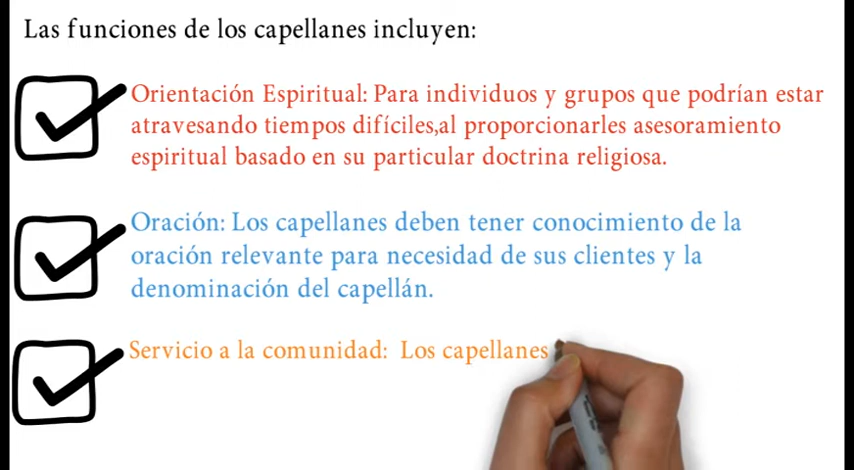 Las funciones de los capellanes incluyen:
Orientación Espiritual: Para individuos y grupos que podrían estar
atravesando tiempos difíciles,al proporcionarles asesoramiento
espiritual basado en su particular doctrina religiosa.
Oración: Los capellanes deben tener conocimiento de la
oración relevante para necesidad de sus clientes y la
denominación del capellán.
Servicio a la comunidad: Los capellanes